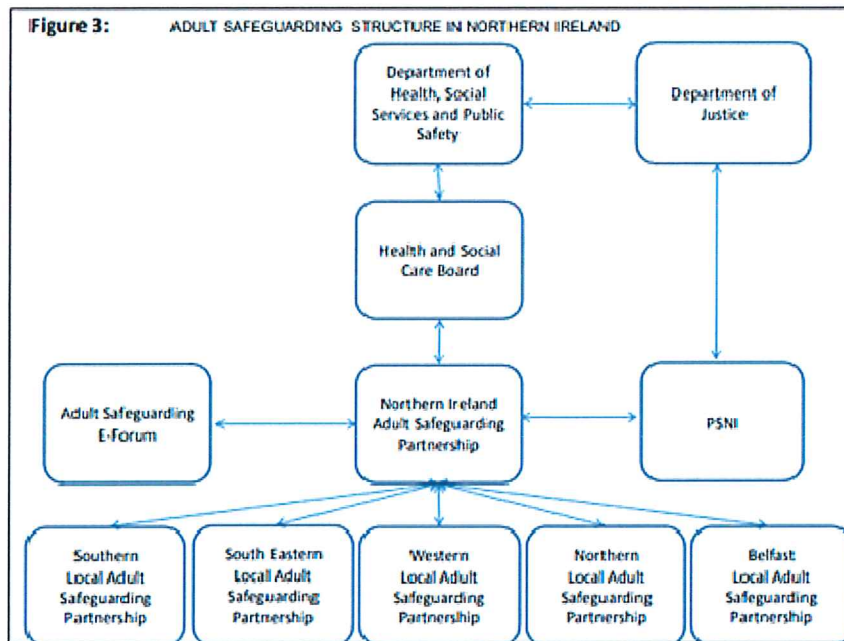 Figure 3: ADULT SAFEGUARDING STRUCTURE IN NORTHERN IRELAND
Department of
Health, Social
Services and Public
Safety
Department of
Justice
Health and Social
Care Board
Adult Safeguarding
E-Forum
Northern Ireland
Adult Safeguarding
Partnership
PSNI
Southern
Local Adult
Safeguarding
Partnership
South Eastern
Local Adult
Safeguarding
Partnership
Western
Local Adult
Safeguarding
Partnership
Northern
Local Adult
Safeguarding
Partnership
Belfast
Local Adult
Safeguarding
Partnership